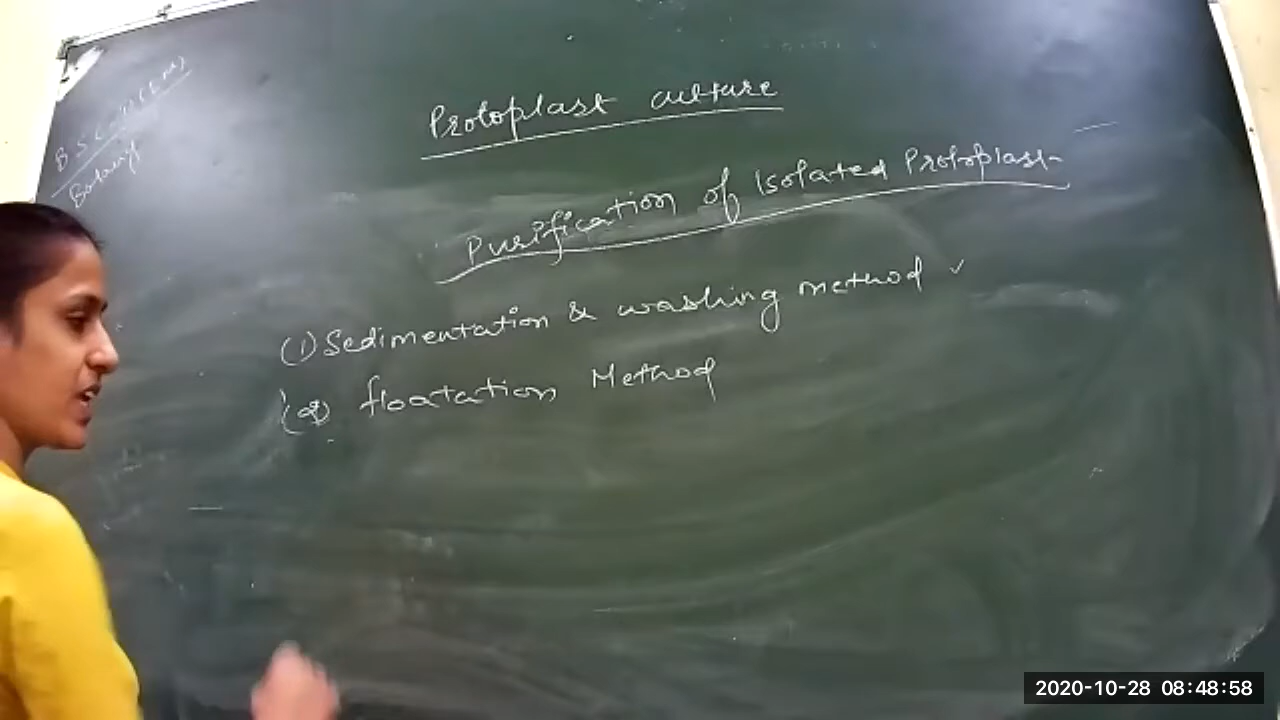 Protoplast culture
Purification of Isolated Protoplast
(1) Sedimentation & washing method ✓
(2) floatation Method
Botany
2020-10-28 08:48:58